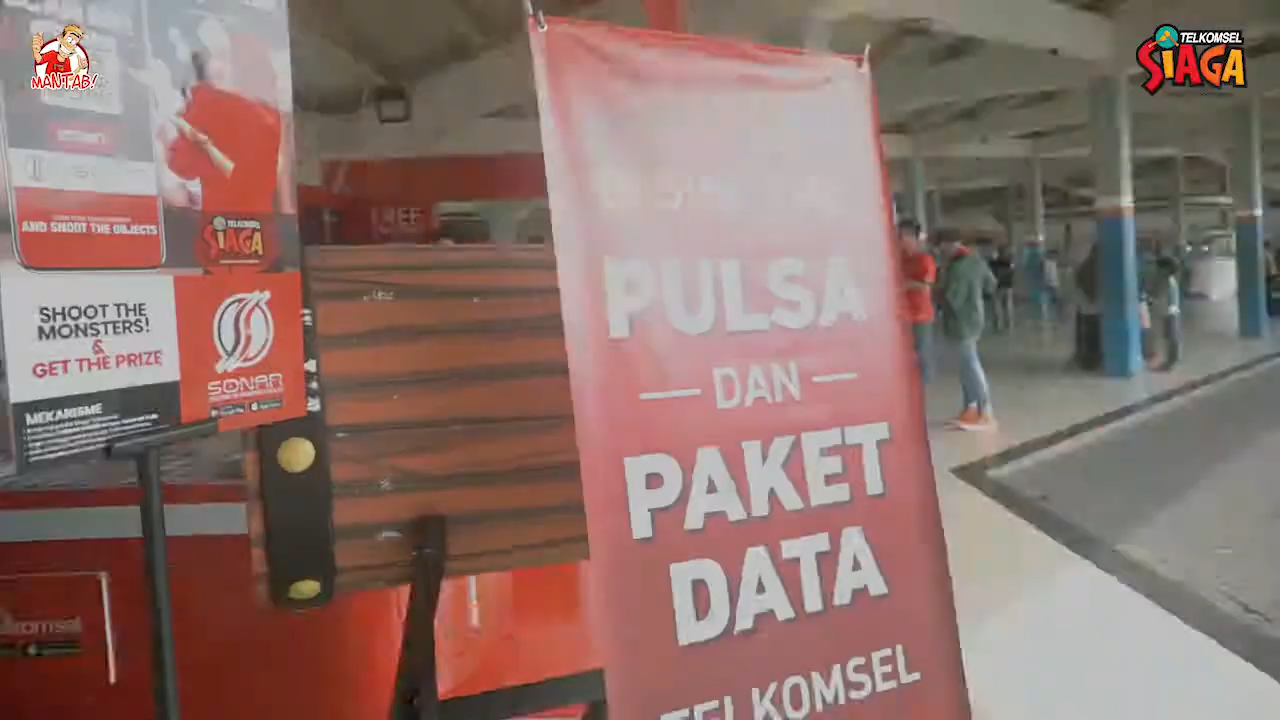 MANTAB!
TELKOMSEL
SIAGA
AND SHOOT THE OBJECTS
TELKOMSEL
SIAGA
SHOOT THE
MONSTERS!
&
GET THE PRIZE
SONAR
MEKANISME
FREE
PULSA
DAN
PAKET
DATA
TELKOMSEL